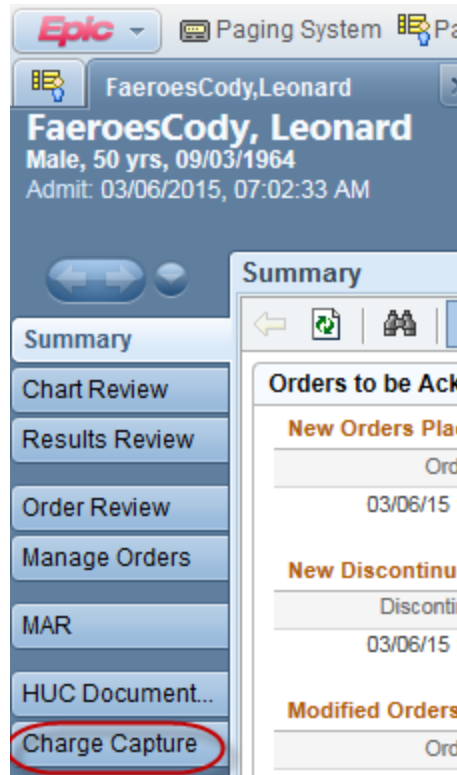 Epic
Paging System
FaeroesCody,Leonard
FaeroesCody, Leonard
Male, 50 yrs, 09/03/1964
Admit: 03/06/2015, 07:02:33 AM
Summary
Summary
Chart Review
Results Review
Order Review
Manage Orders
MAR
HUC Document...
Charge Capture
Orders to be Ack
New Orders Pla
Ord
03/06/15
New Discontinu
Disconti
03/06/15
Modified Orders
Ord